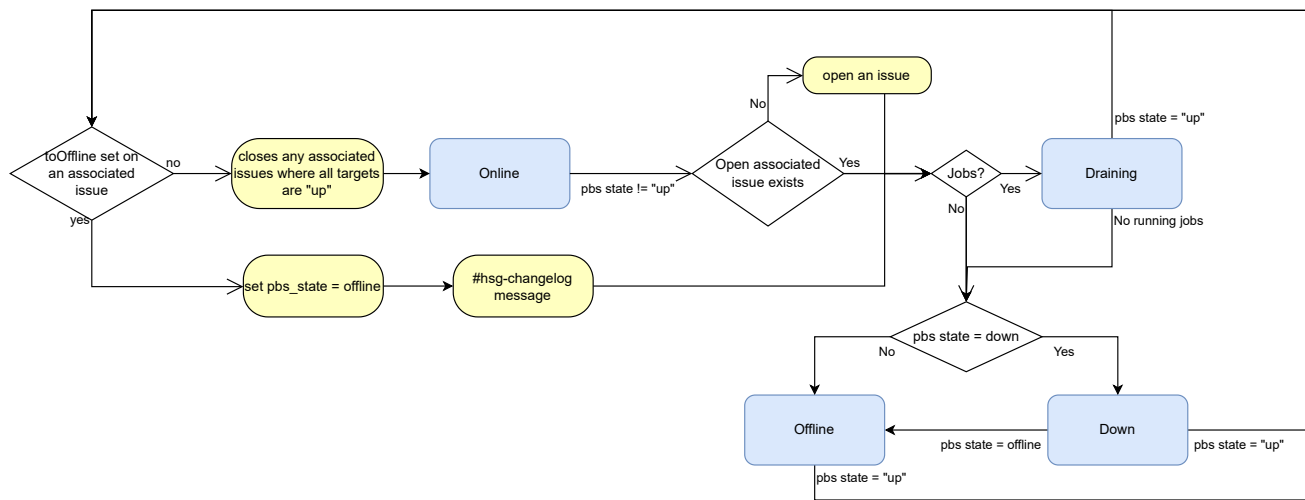 open an issue
No
pbs state = "up"
toOffline set on
an associated
issue
no
closes any associated
issues where all targets
are "up"
Online
pbs state != "up"
Open associated
issue exists
Yes
Jobs?
Yes
Draining
yes
No
No running jobs
set pbs_state = offline
#hsg-changelog
message
pbs state = down
No
Yes
Offline
pbs state = offline
Down
pbs state = "up"
pbs state = "up"